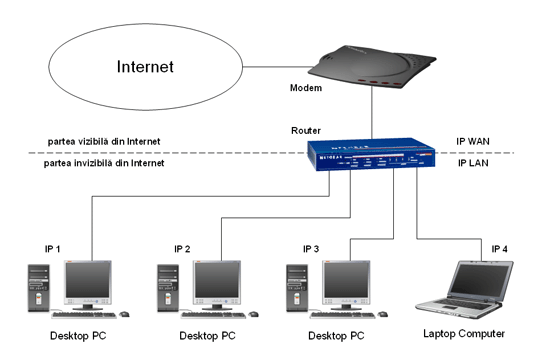 Internet
Modem
Router
partea vizibilă din Internet
IP WAN
partea invizibilă din Internet
IP LAN
NETGEAR
IP 1
IP 2
IP 3
IP 4
Desktop PC
Desktop PC
Desktop PC
Laptop Computer